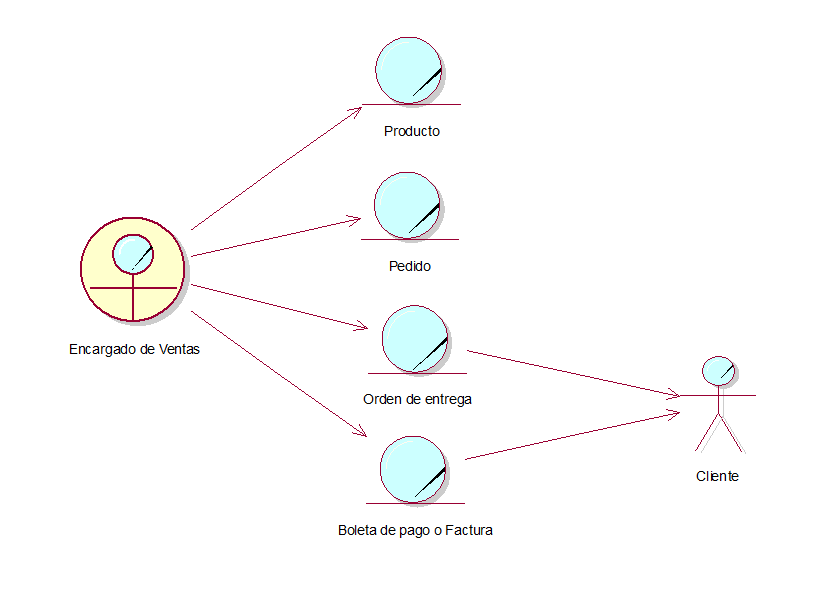 Producto
Pedido
Encargado de Ventas
Orden de entrega
Cliente
Boleta de pago o Factura